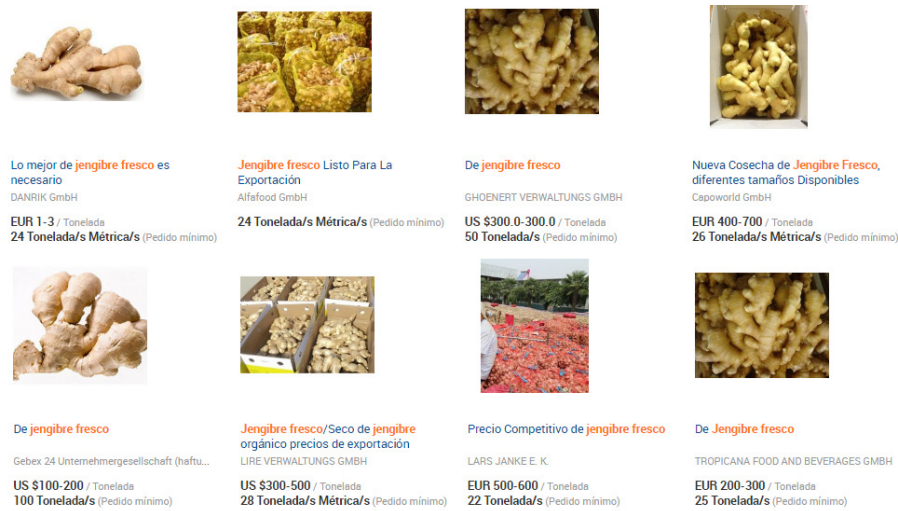 Lo mejor de jengibre fresco es
necesario
DANRIK GmbH
EUR 1-3 / Tonelada
24 Tonelada/s Métrica/s (Pedido mínimo)
Jengibre fresco Listo Para La
Exportación
Alfafood GmbH
24 Tonelada/s Métrica/s (Pedido mínimo)
De jengibre fresco
GHOENERT VERWALTUNGS GMBH
US $300.0-300.0 / Tonelada
50 Tonelada/s (Pedido mínimo)
Nueva Cosecha de Jengibre Fresco,
diferentes tamaños Disponibles
Capoworld GmbH
EUR 400-700 / Tonelada
26 Tonelada/s Métrica/s (Pedido mínimo)
De jengibre fresco
Gebex 24 Unternehmergesellschaft (haftu...
US $100-200 / Tonelada
100 Tonelada/s (Pedido mínimo)
Jengibre fresco/Seco de jengibre
orgánico precios de exportación
LIRE VERWALTUNGS GMBH
US $300-500 / Tonelada
28 Tonelada/s Métrica/s (Pedido mínimo)
Precio Competitivo de jengibre fresco
LARS JANKE E. K.
EUR 500-600 / Tonelada
22 Tonelada/s (Pedido mínimo)
De Jengibre fresco
TROPICANA FOOD AND BEVERAGES GMBH
EUR 200-300 / Tonelada
25 Tonelada/s (Pedido mínimo)